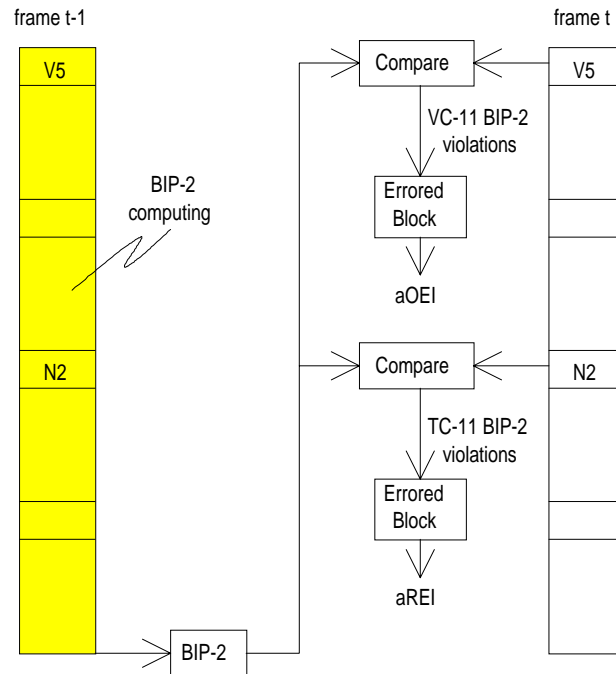 frame t-1
frame t
V5
Compare
V5
VC-11 BIP-2
violations
BIP-2
computing
Errored
Block
aOEI
N2
Compare
N2
TC-11 BIP-2
violations
Errored
Block
aREI
BIP-2